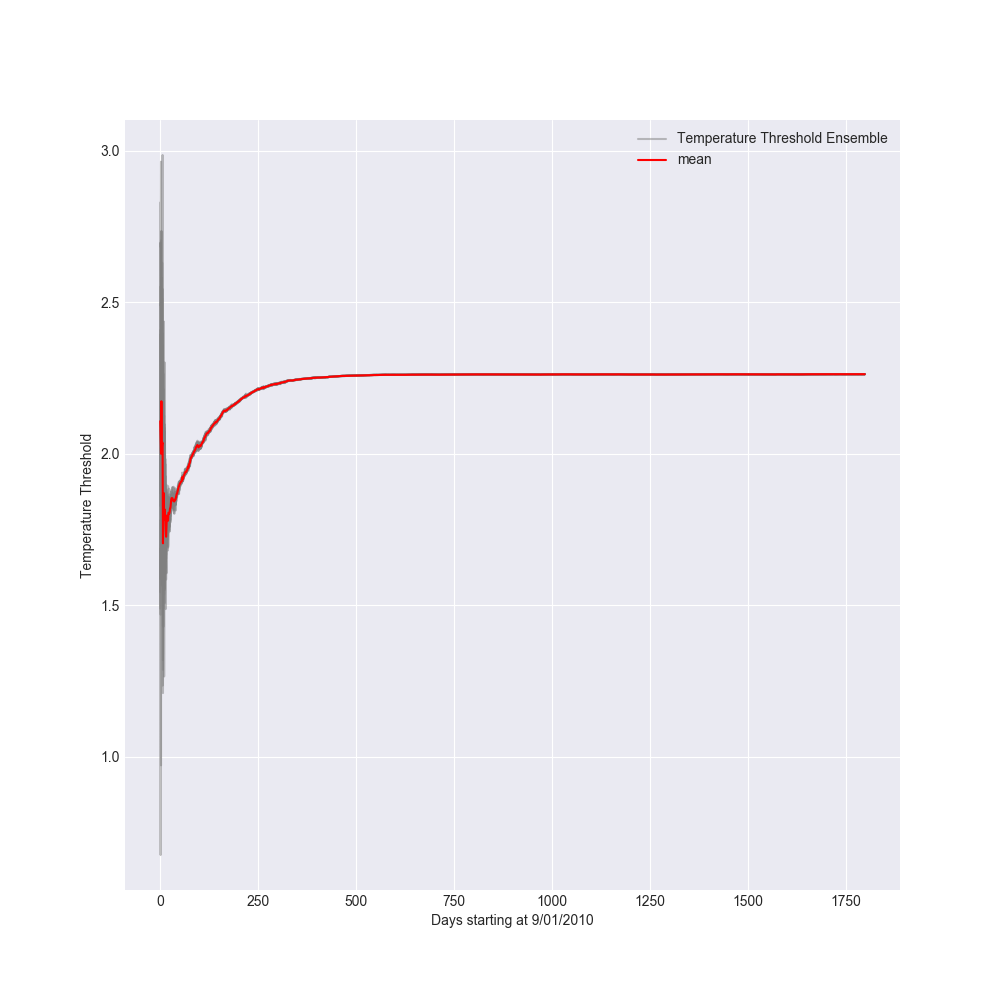 Temperature Threshold Ensemble
mean
3.0
2.5
2.0
1.5
1.0
Temperature Threshold
0 250 500 750 1000 1250 1500 1750
Days starting at 9/01/2010